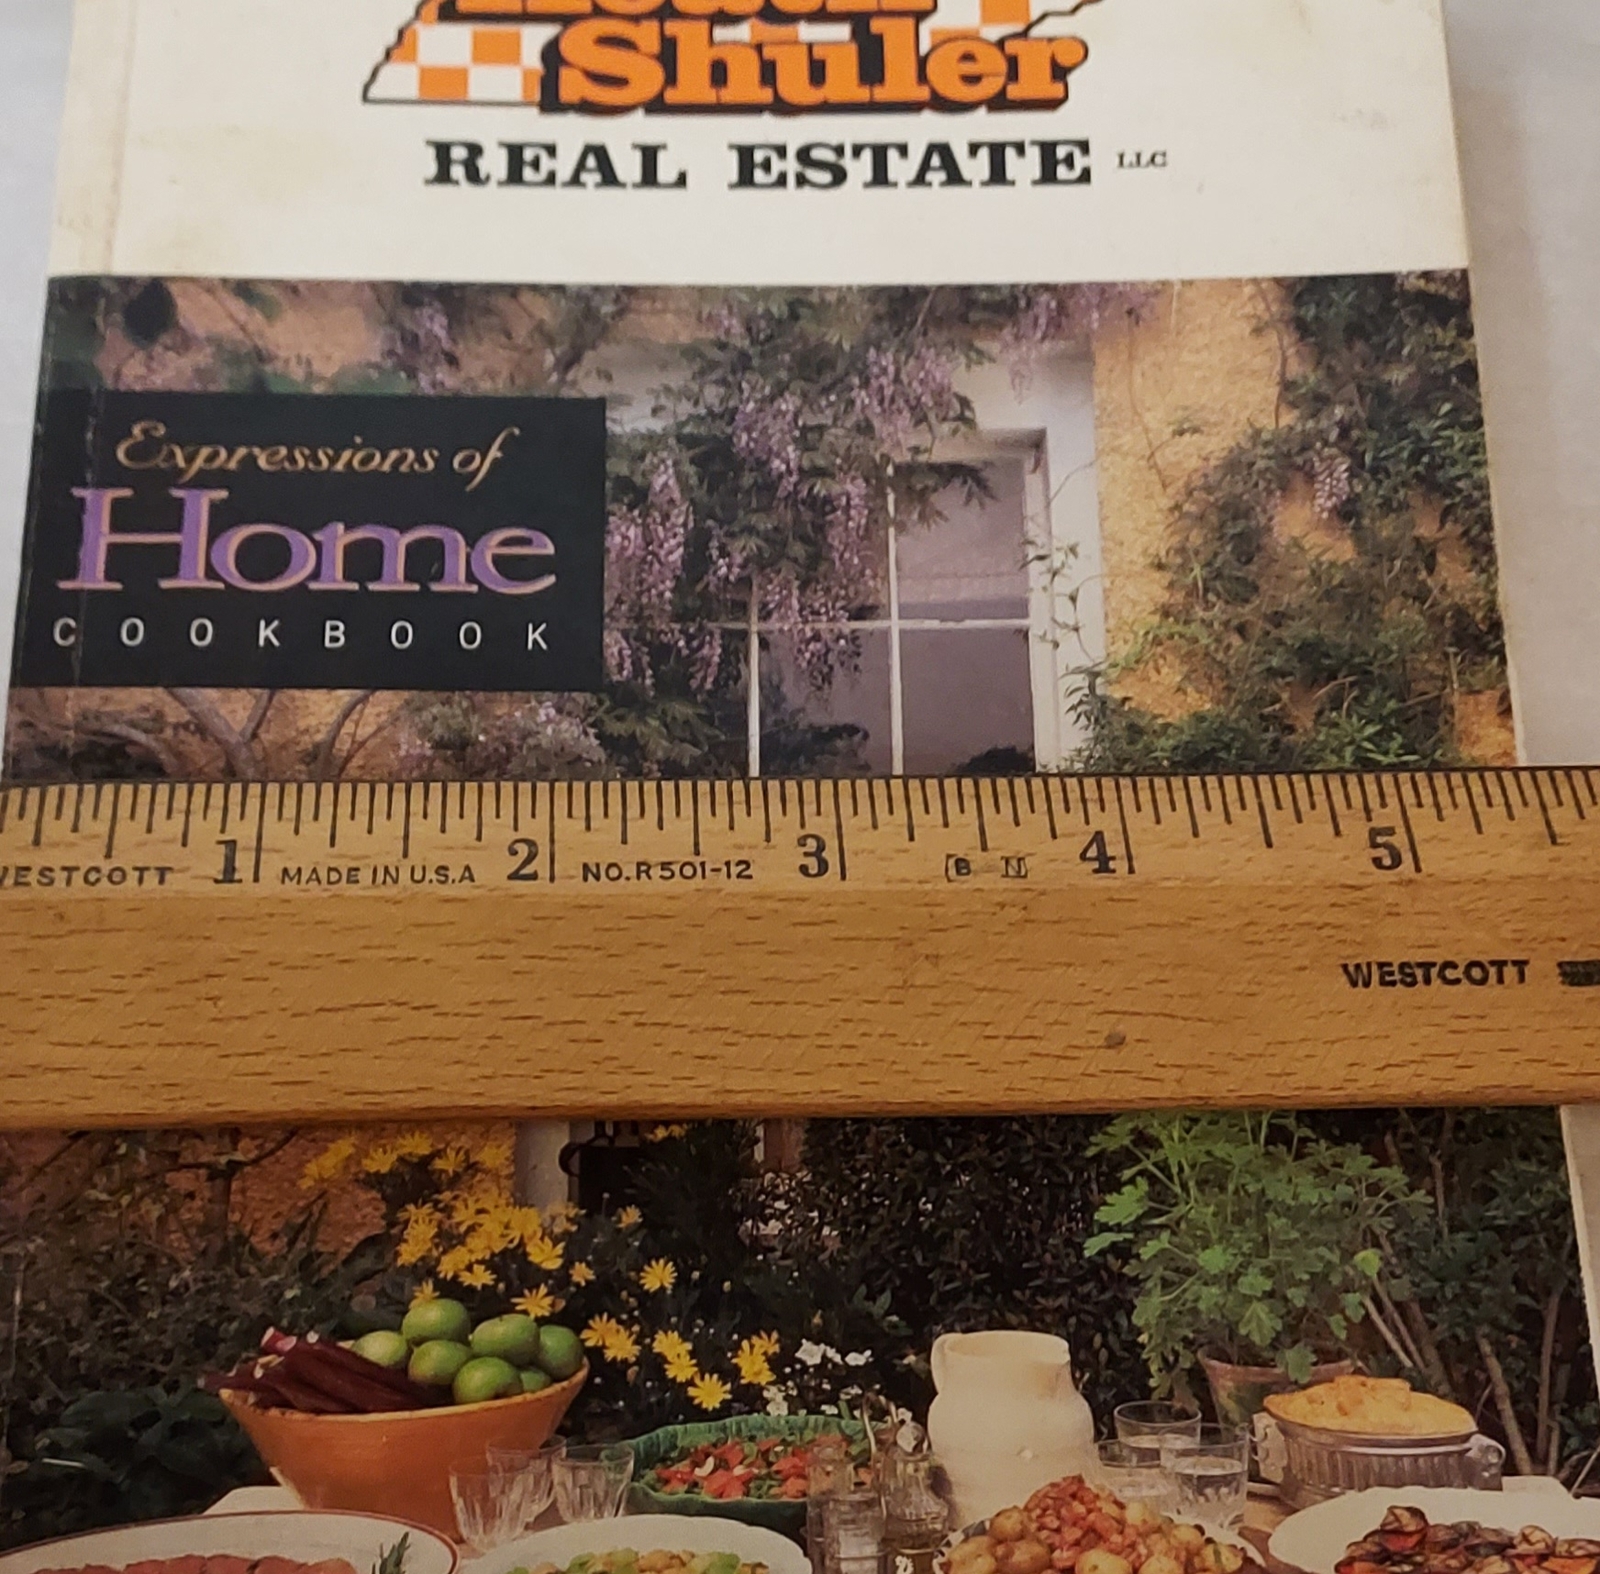 Heath
Shuler
REAL ESTATE LLC
Expressions of
Home
COOKBOOK
1 2 3 4 5
WESTCOTT MADE IN U.S.A NO.R501-12 B N
WESTCOTT